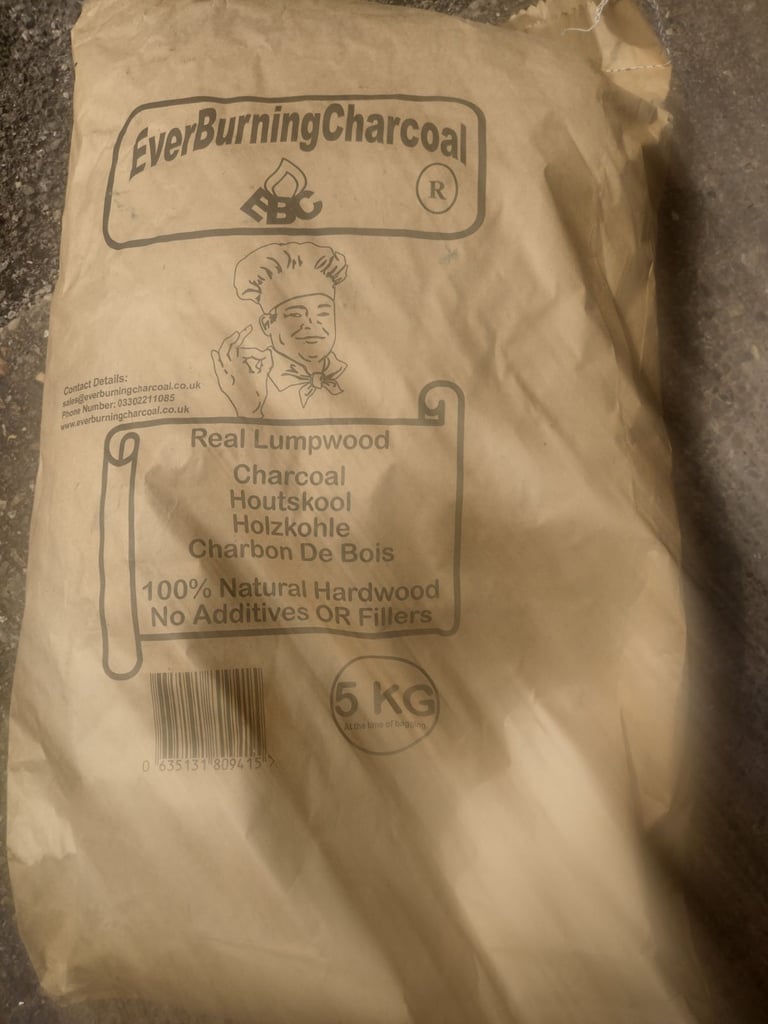 EverBurningCharcoal
EBC
R
Contact Details:
sales@everburningcharcoal.co.uk
Phone Number: 03302211085
www.everburningcharcoal.co.uk
Real Lumpwood
Charcoal
Houtskool
Holzkohle
Charbon De Bois
100% Natural Hardwood
No Additives OR Fillers
5 KG
At the time of bagging.
0 635131 809415 >